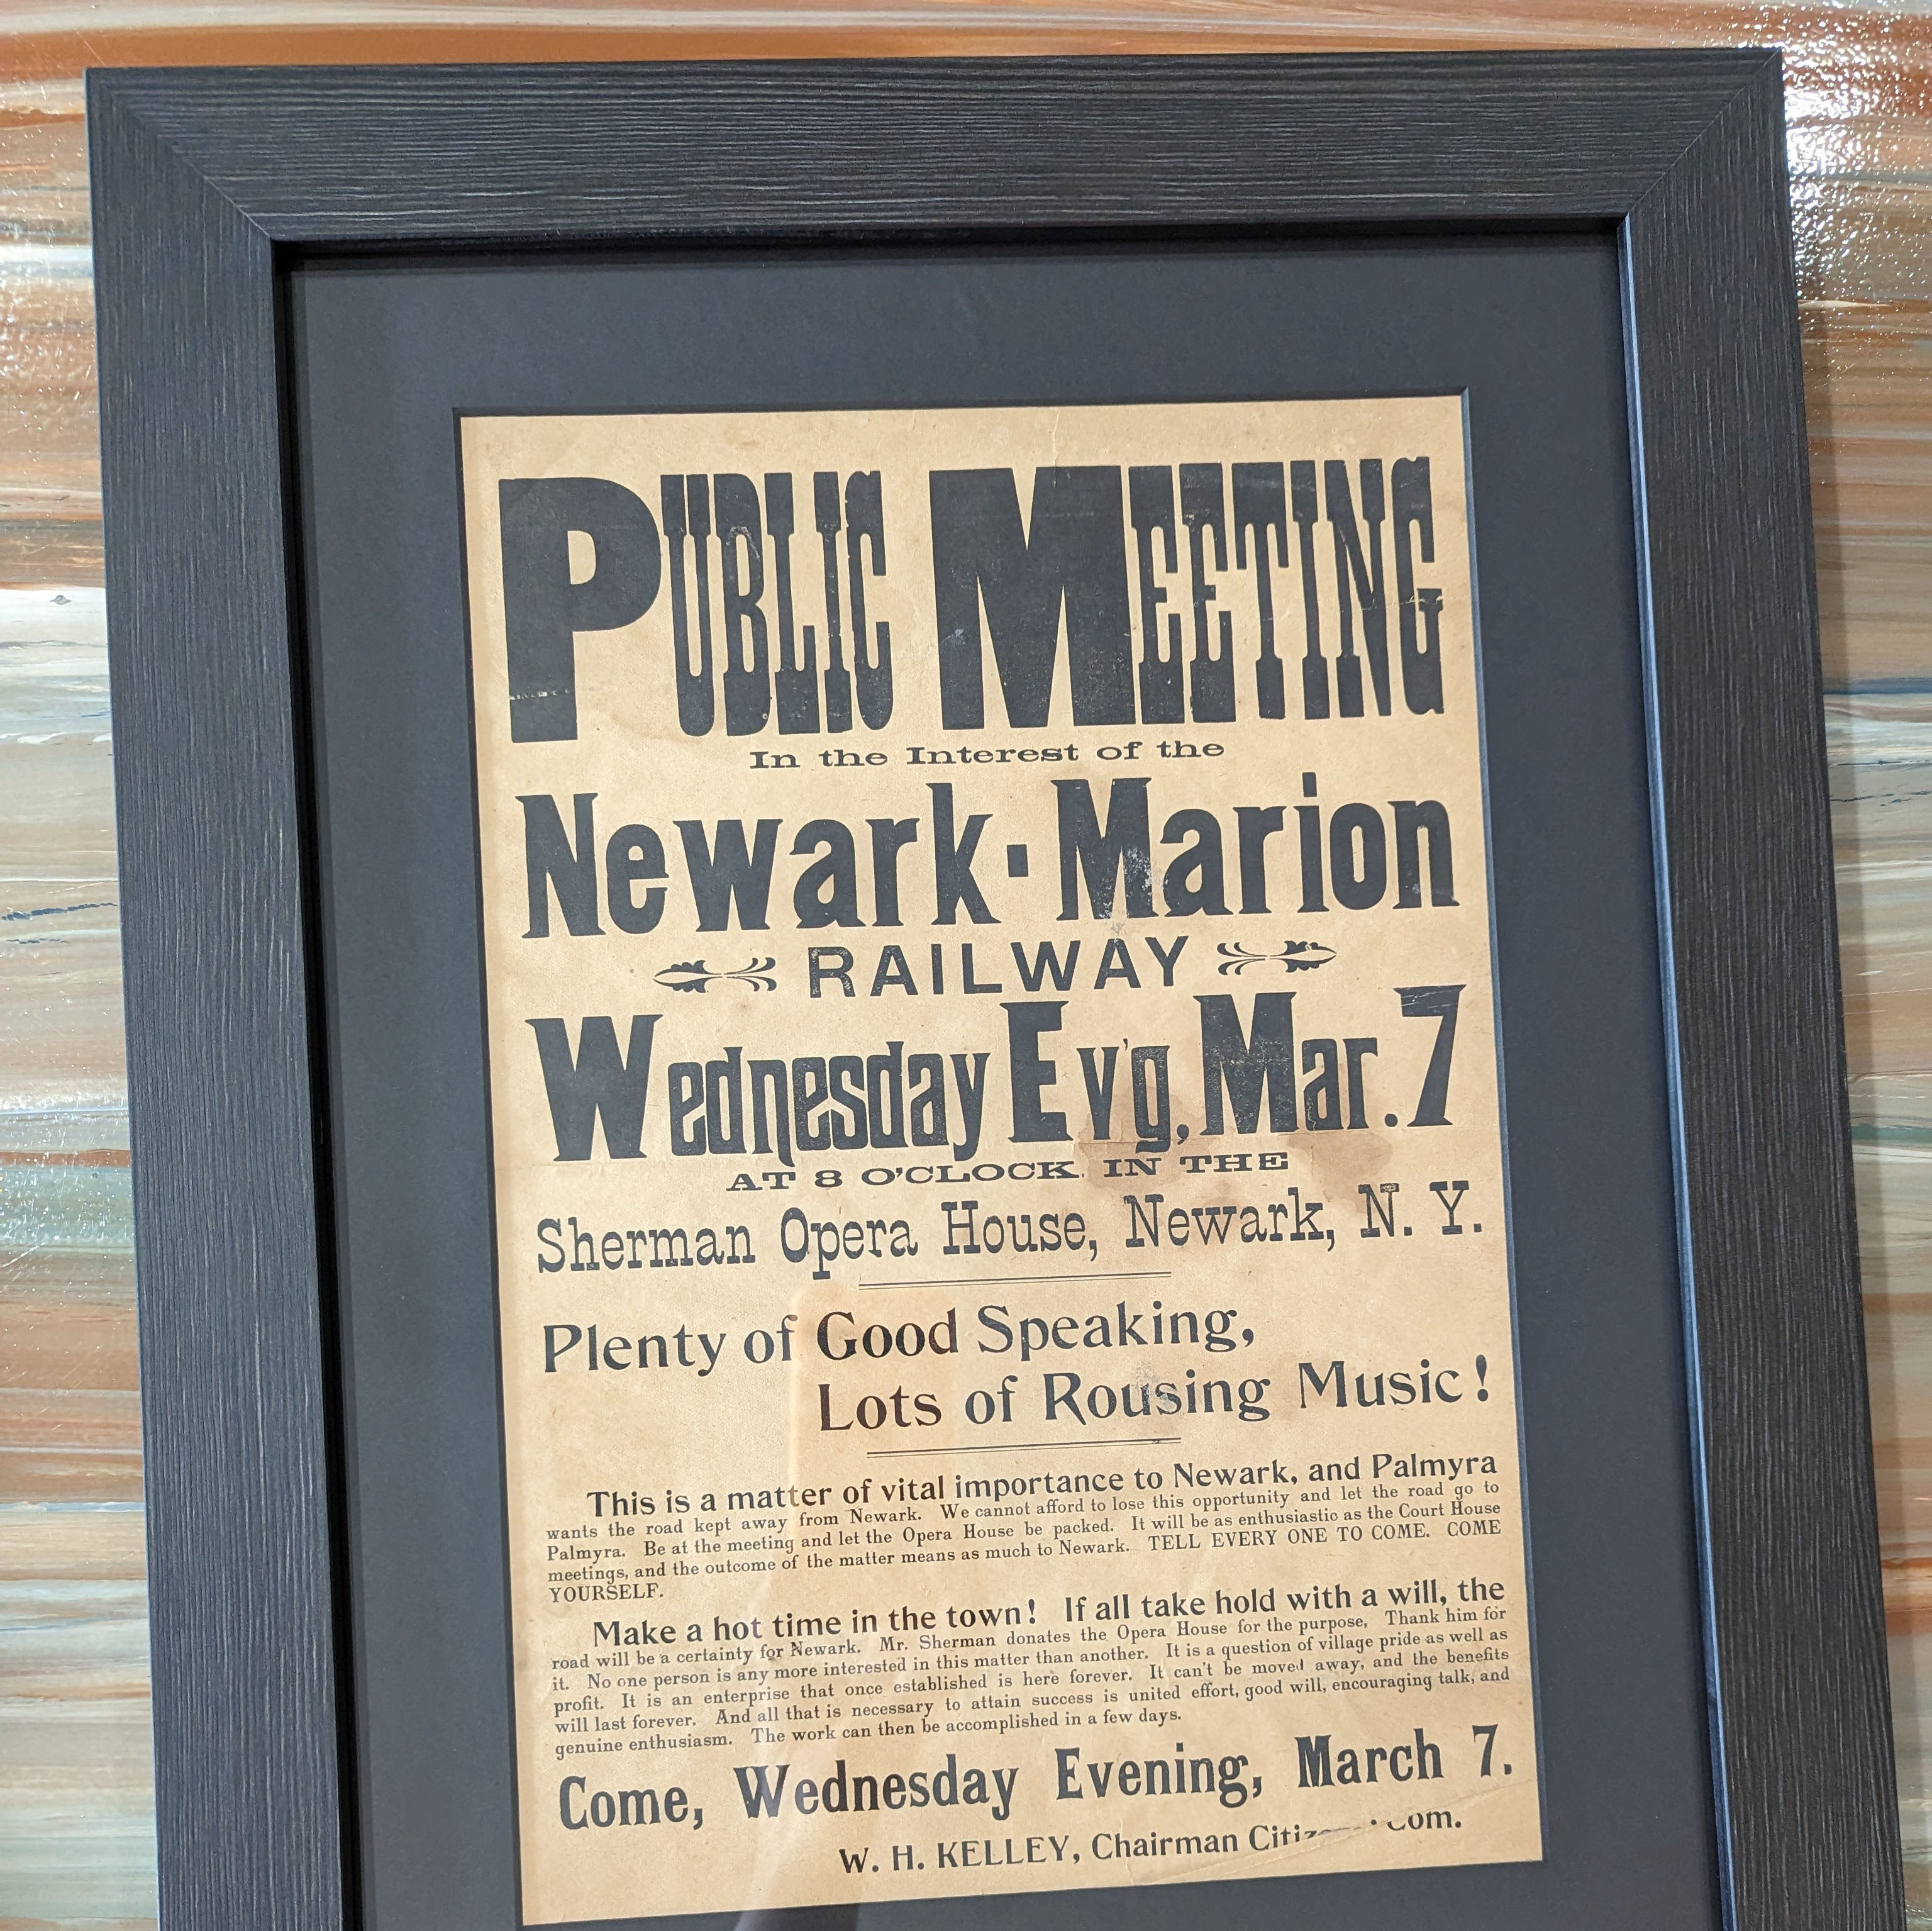 PUBLIC MEETING
In the Interest of the
Newark-Marion
RAILWAY
Wednesday Ev'g, Mar. 7
AT 8 O'CLOCK IN THE
Sherman Opera House, Newark, N. Y.
Plenty of Good Speaking,
Lots of Rousing Music!
This is a matter of vital importance to Newark, and Palmyra
wants the road kept away from Newark. We cannot afford to lose this opportunity and let the road go to
Palmyra. Be at the meeting and let the Opera House be packed. It will be as enthusiastic as the Court House
meetings, and the outcome of the matter means as much to Newark. TELL EVERY ONE TO COME. COME
YOURSELF.
Make a hot time in the town! If all take hold with a will, the
road will be a certainty for Newark. Mr. Sherman donates the Opera House for the purpose, Thank him for
it. No one person is any more interested in this matter than another. It is a question of village pride as well as
profit. It is an enterprise that once established is here forever. It can't be moved away, and the benefits
will last forever. And all that is necessary to attain success is united effort, good will, encouraging talk, and
genuine enthusiasm. The work can then be accomplished in a few days.
Come, Wednesday Evening, March 7.
W. H. KELLEY, Chairman Com.